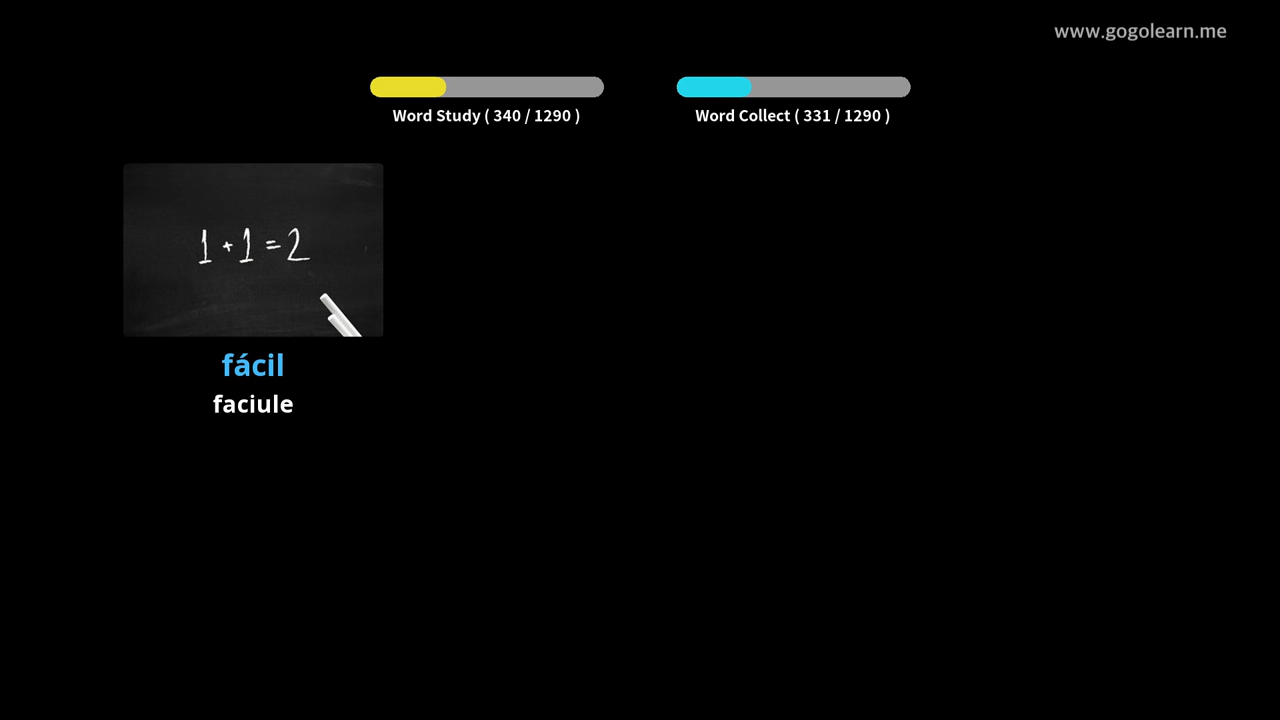 www.gogolearn.me
Word Study ( 340 / 1290 )
Word Collect ( 331 / 1290 )
1 + 1 = 2
fácil
faciule